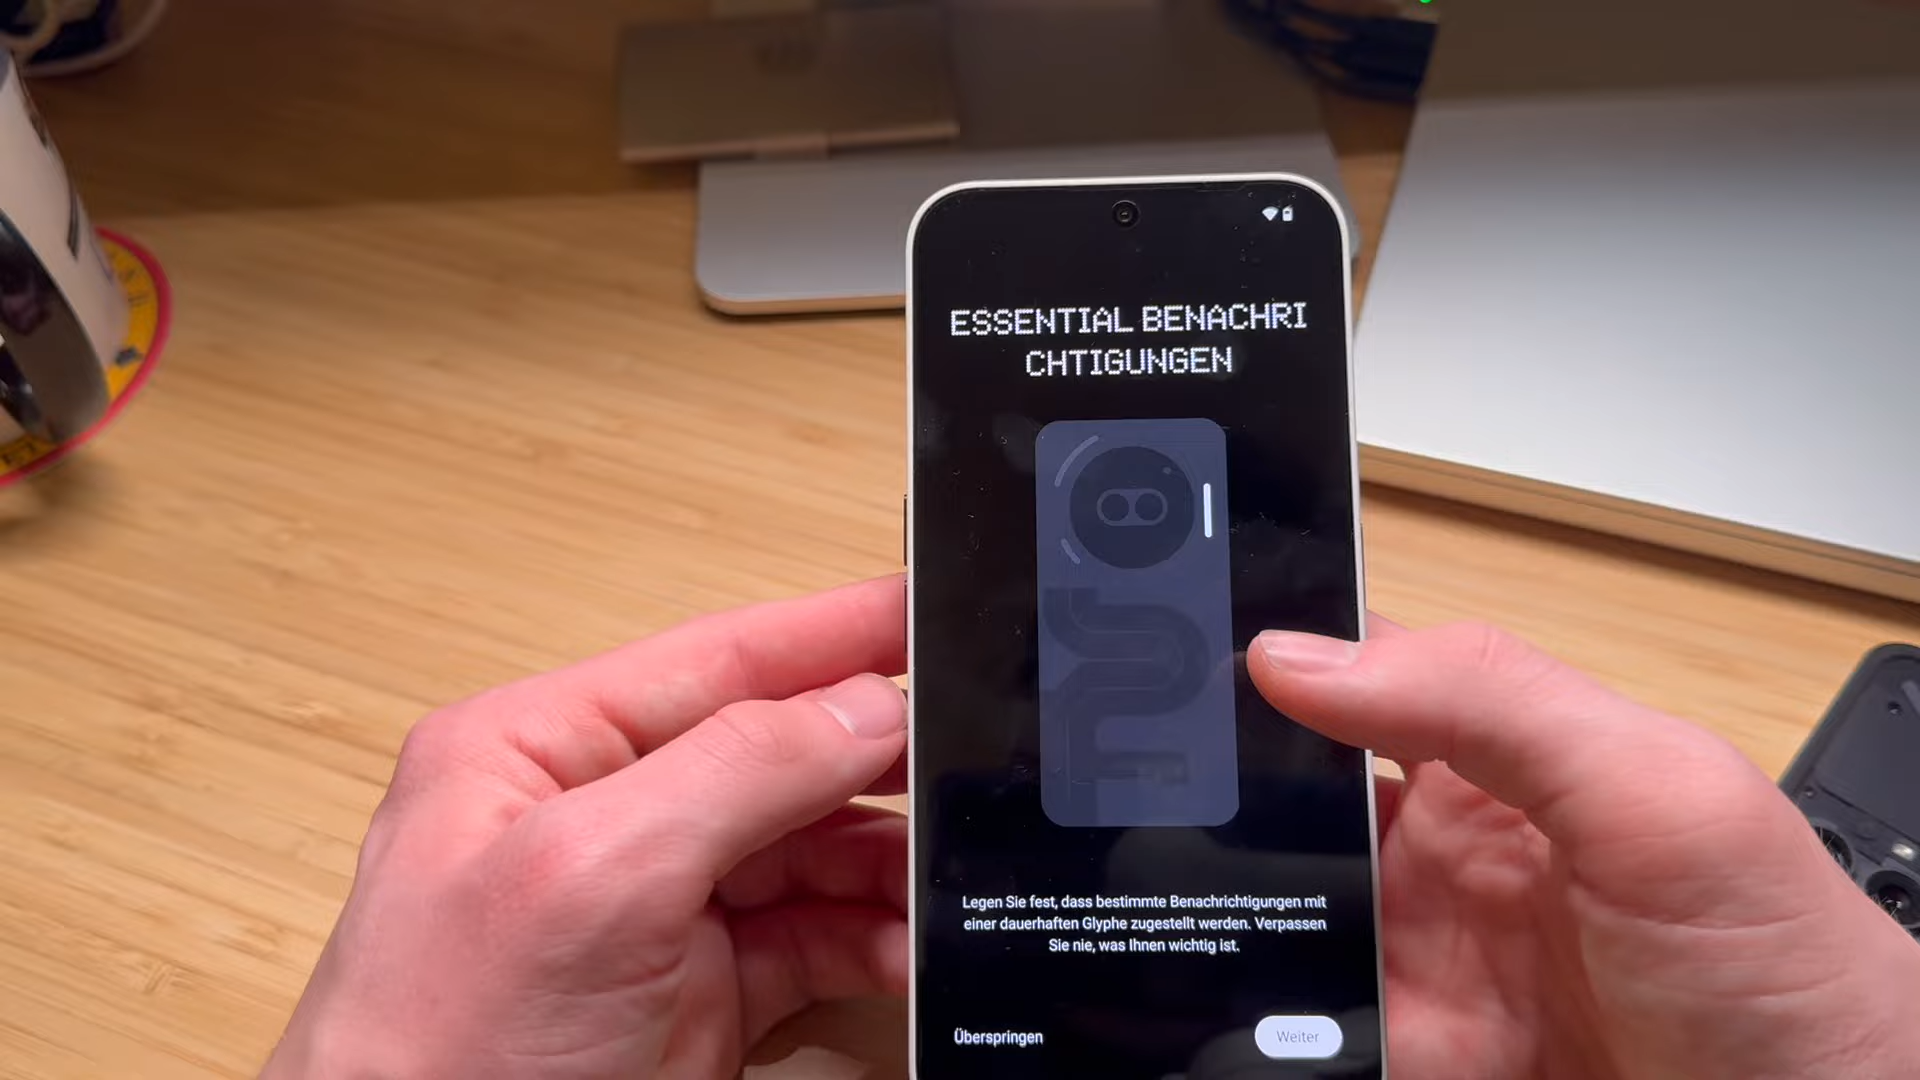 ESSENTIAL BENACHRI
CHTIGUNGEN
Legen Sie fest, dass bestimmte Benachrichtigungen mit
einer dauerhaften Glyphe zugestellt werden. Verpassen
Sie nie, was Ihnen wichtig ist.
Überspringen
Weiter